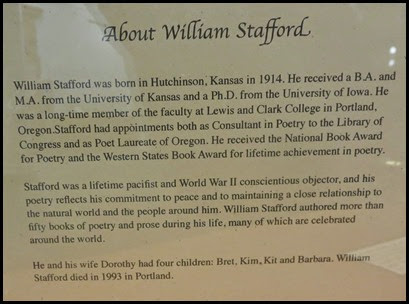 About William Stafford
William Stafford was born in Hutchinson, Kansas in 1914. He received a B.A. and
M.A. from the University of Kansas and a Ph.D. from the University of Iowa. He
was a long-time member of the faculty at Lewis and Clark College in Portland,
Oregon.Stafford had appointments both as Consultant in Poetry to the Library of
Congress and as Poet Laureate of Oregon. He received the National Book Award
for Poetry and the Western States Book Award for lifetime achievement in poetry.
Stafford was a lifetime pacifist and World War II conscientious objector, and his
poetry reflects his commitment to peace and to maintaining a close relationship to
the natural world and the people around him. William Stafford authored more than
fifty books of poetry and prose during his life, many of which are celebrated
around the world.
He and his wife Dorothy had four children: Bret, Kim, Kit and Barbara. William
Stafford died in 1993 in Portland.